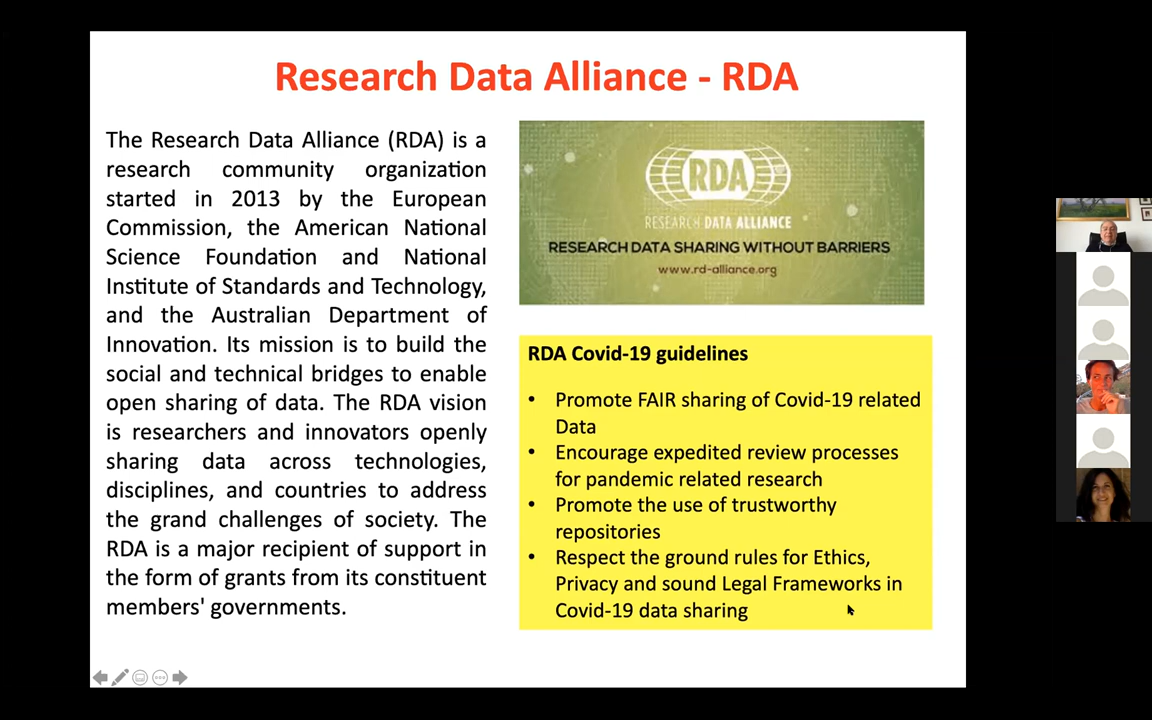 Research Data Alliance - RDA
The Research Data Alliance (RDA) is a
research community organization
started in 2013 by the European
Commission, the American National
Science Foundation and National
Institute of Standards and Technology,
and the Australian Department of
Innovation. Its mission is to build the
social and technical bridges to enable
open sharing of data. The RDA vision
is researchers and innovators openly
sharing data across technologies,
disciplines, and countries to address
the grand challenges of society. The
RDA is a major recipient of support in
the form of grants from its constituent
members' governments.
RDA
RESEARCH DATA ALLIANCE
RESEARCH DATA SHARING WITHOUT BARRIERS
www.rd-alliance.org
RDA Covid-19 guidelines
• Promote FAIR sharing of Covid-19 related
Data
• Encourage expedited review processes
for pandemic related research
• Promote the use of trustworthy
repositories
• Respect the ground rules for Ethics,
Privacy and sound Legal Frameworks in
Covid-19 data sharing